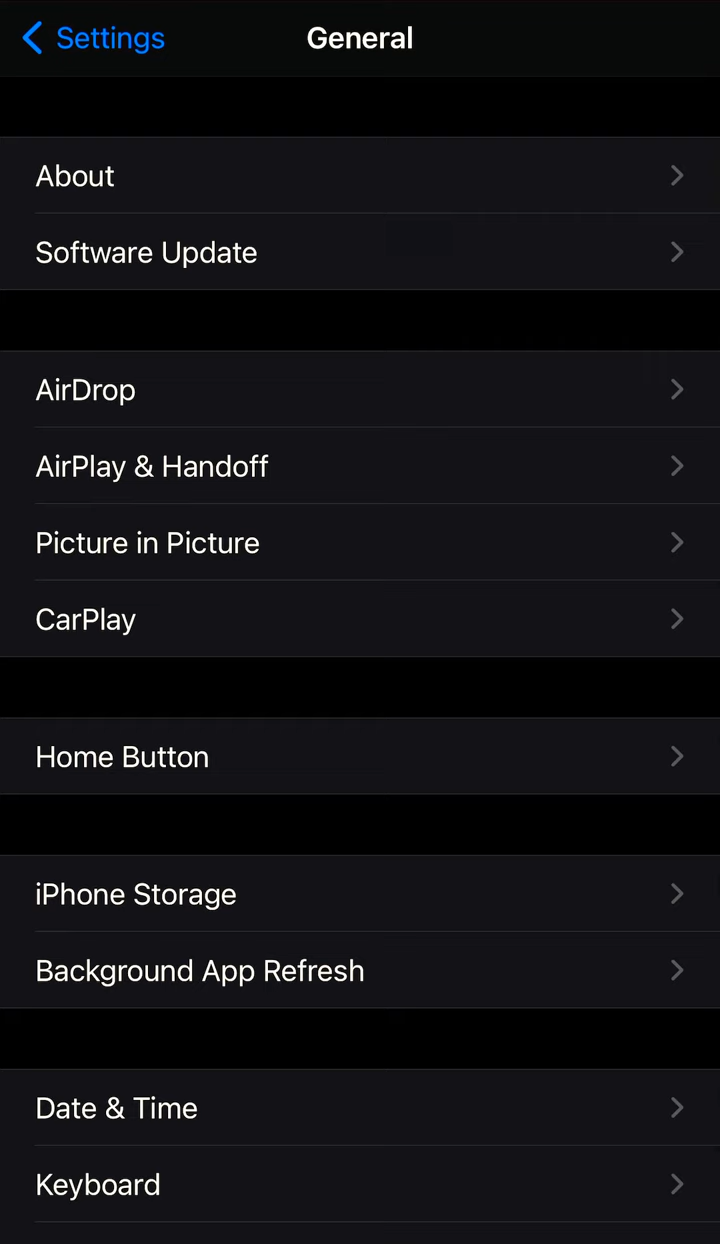 Settings
General
About
Software Update
AirDrop
AirPlay & Handoff
Picture in Picture
CarPlay
Home Button
iPhone Storage
Background App Refresh
Date & Time
Keyboard